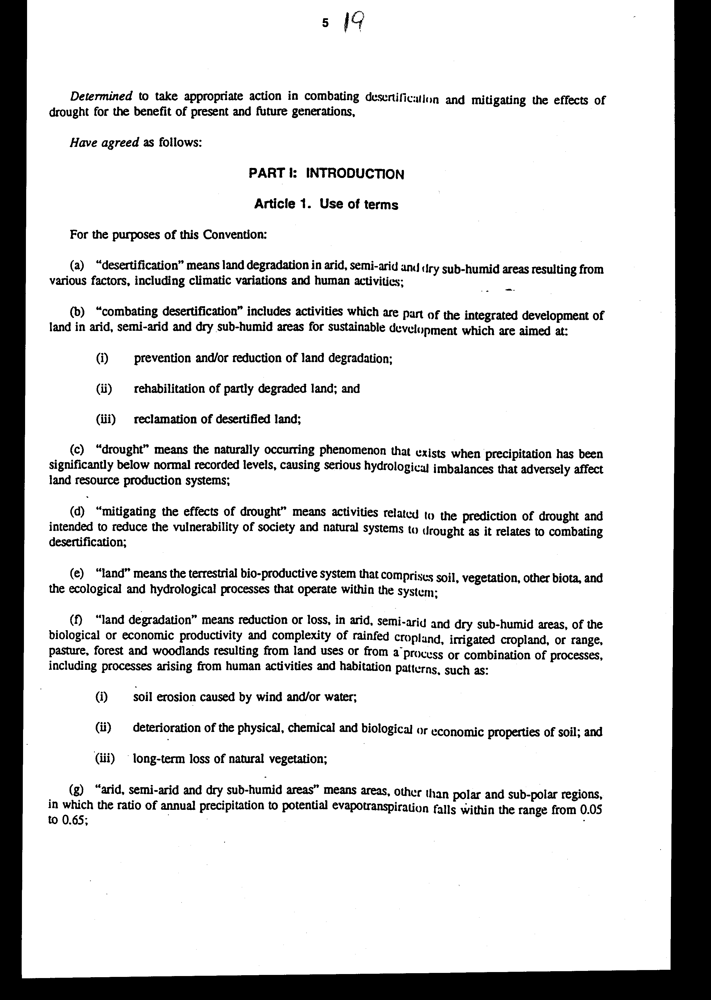 5 19
Determined to take appropriate action in combating desertification and mitigating the effects of
drought for the benefit of present and future generations,
Have agreed as follows:
PART I: INTRODUCTION
Article 1. Use of terms
For the purposes of this Convention:
(a) “desertification” means land degradation in arid, semi-arid and dry sub-humid areas resulting from
various factors, including climatic variations and human activities;
(b) “combating desertification” includes activities which are part of the integrated development of
land in arid, semi-arid and dry sub-humid areas for sustainable development which are aimed at:
(i) prevention and/or reduction of land degradation;
(ii) rehabilitation of partly degraded land; and
(iii) reclamation of desertified land;
(c) “drought” means the naturally occurring phenomenon that exists when precipitation has been
significantly below normal recorded levels, causing serious hydrological imbalances that adversely affect
land resource production systems;
(d) “mitigating the effects of drought” means activities related to the prediction of drought and
intended to reduce the vulnerability of society and natural systems to drought as it relates to combating
desertification;
(e) “land” means the terrestrial bio-productive system that comprises soil, vegetation, other biota, and
the ecological and hydrological processes that operate within the system;
(f) “land degradation” means reduction or loss, in arid, semi-arid and dry sub-humid areas, of the
biological or economic productivity and complexity of rainfed cropland, irrigated cropland, or range,
pasture, forest and woodlands resulting from land uses or from a process or combination of processes,
including processes arising from human activities and habitation patterns, such as:
(i) soil erosion caused by wind and/or water;
(ii) deterioration of the physical, chemical and biological or economic properties of soil; and
(iii) long-term loss of natural vegetation;
(g) “arid, semi-arid and dry sub-humid areas” means areas, other than polar and sub-polar regions,
in which the ratio of annual precipitation to potential evapotranspiration falls within the range from 0.05
to 0.65;